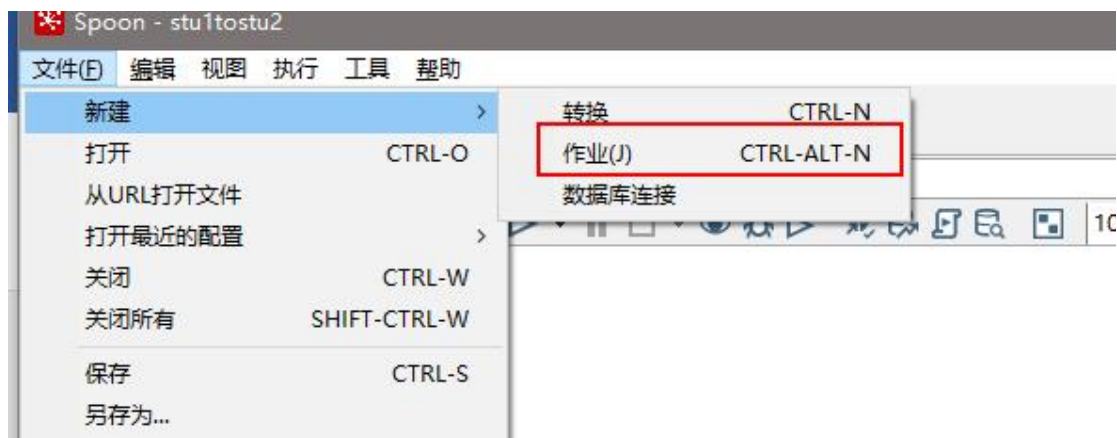 Spoon - stu1tostu2
文件(F) 编辑 视图 执行 工具 帮助
新建 >
转换 CTRL-N
作业(J) CTRL-ALT-N
数据库连接
打开 CTRL-O
从URL打开文件
打开最近的配置 >
关闭 CTRL-W
关闭所有 SHIFT-CTRL-W
保存 CTRL-S
另存为...
10